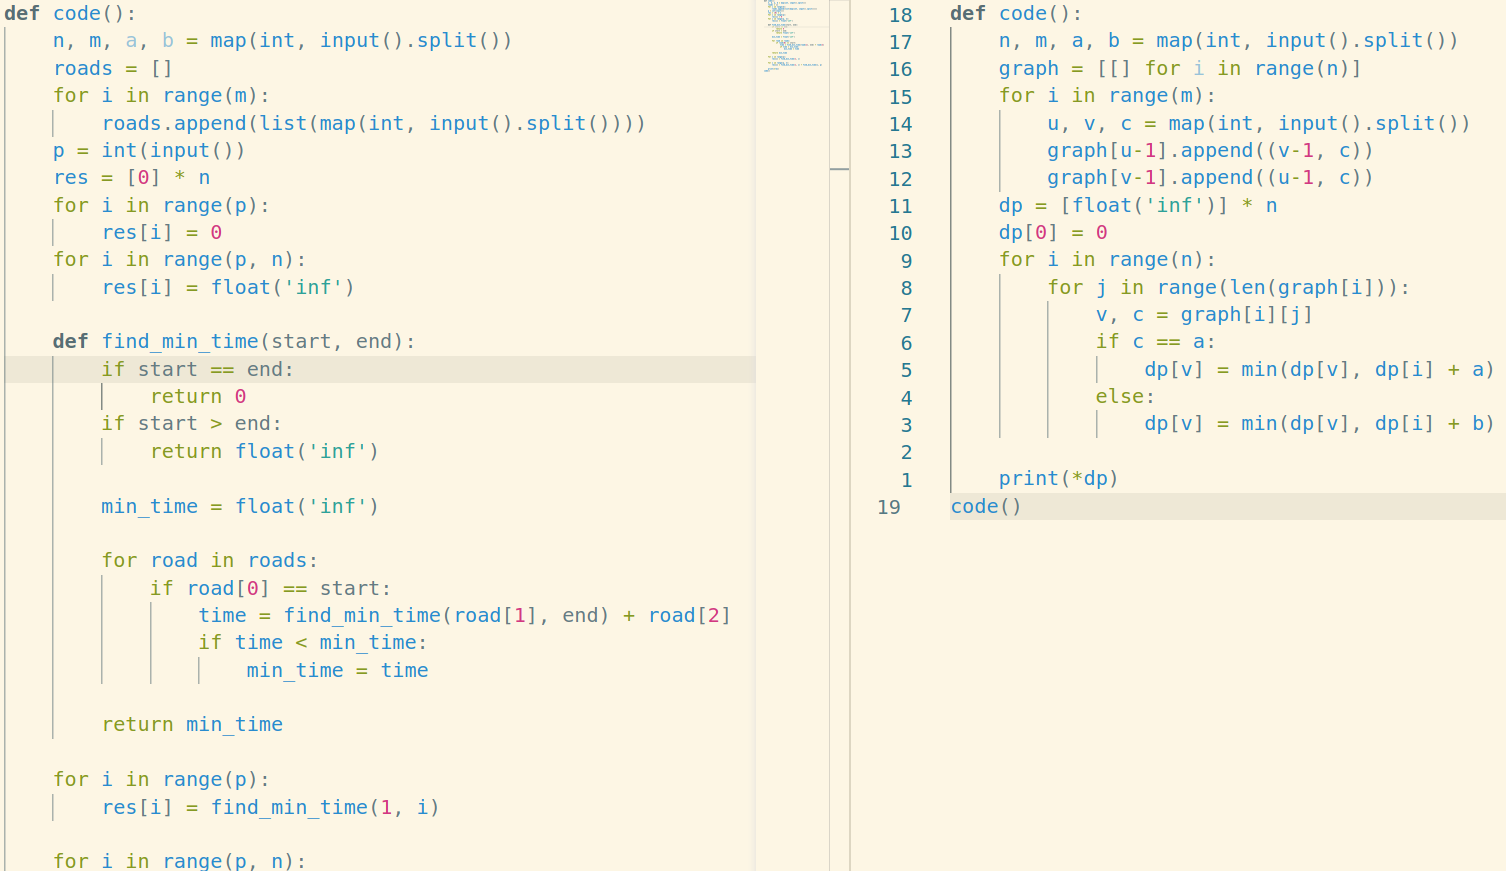 def code():
    n, m, a, b = map(int, input().split())
    roads = []
    for i in range(m):
        roads.append(list(map(int, input().split())))
    p = int(input())
    res = [0] * n
    for i in range(p):
        res[i] = 0
    for i in range(p, n):
        res[i] = float('inf')
    def find_min_time(start, end):
        if start == end:
            return 0
        if start > end:
            return float('inf')
        min_time = float('inf')
        for road in roads:
            if road[0] == start:
                time = find_min_time(road[1], end) + road[2]
                if time < min_time:
                    min_time = time
        return min_time
    for i in range(p):
        res[i] = find_min_time(1, i)
    for i in range(p, n):
18 def code():
17     n, m, a, b = map(int, input().split())
16     graph = [[] for i in range(n)]
15     for i in range(m):
14         u, v, c = map(int, input().split())
13         graph[u-1].append((v-1, c))
12         graph[v-1].append((u-1, c))
11     dp = [float('inf')] * n
10     dp[0] = 0
9     for i in range(n):
8         for j in range(len(graph[i])):
7             v, c = graph[i][j]
6             if c == a:
5                 dp[v] = min(dp[v], dp[i] + a)
4             else:
3                 dp[v] = min(dp[v], dp[i] + b)
2
1     print(*dp)
19 code()